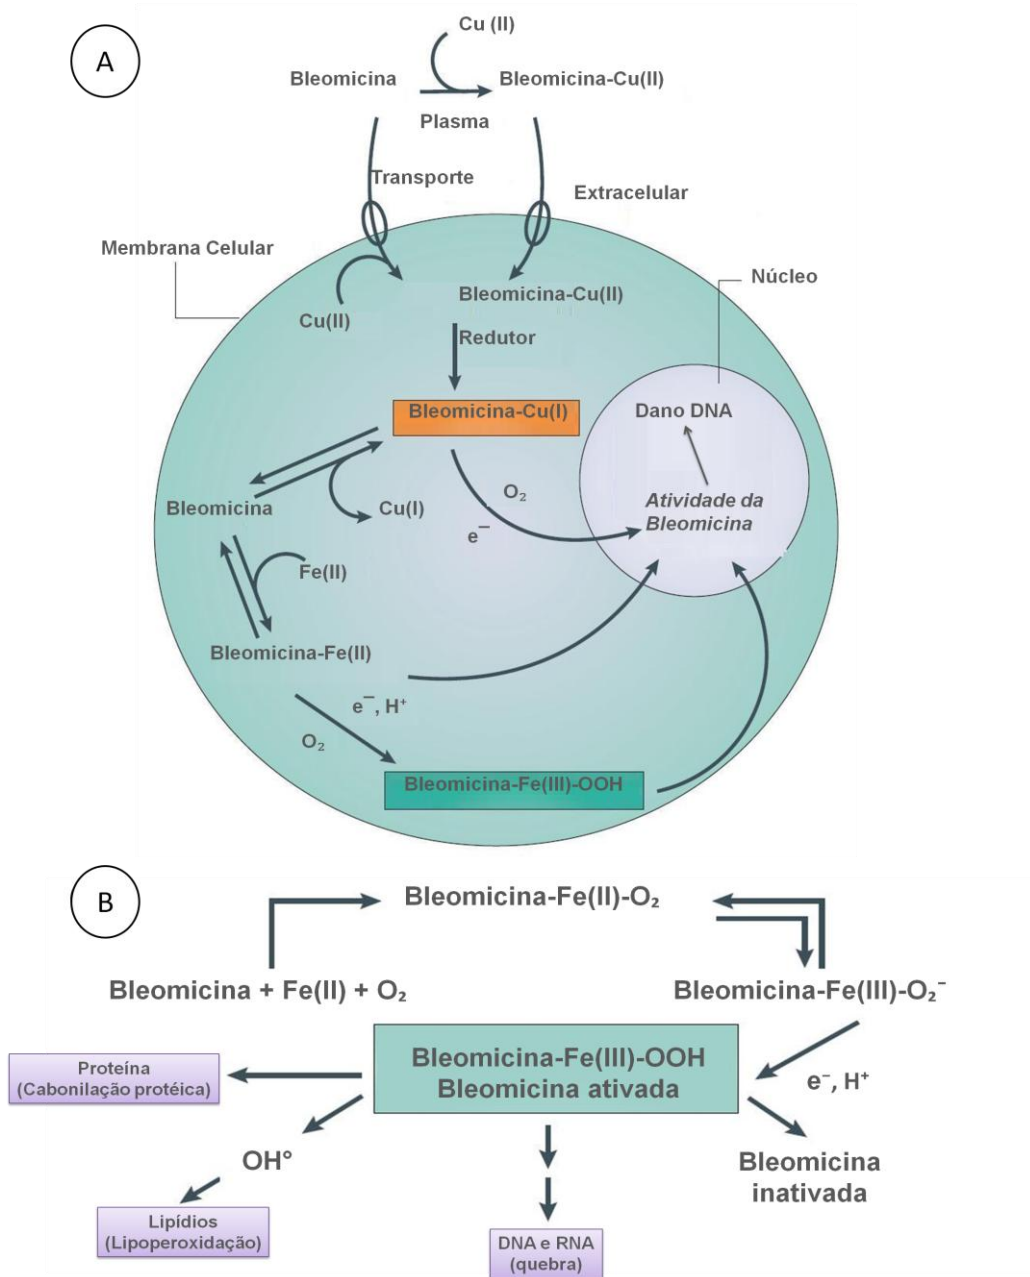 A
Cu (II)
Bleomicina
Bleomicina-Cu(II)
Plasma
Transporte
Extracelular
Membrana Celular
Núcleo
Bleomicina-Cu(II)
Cu(II)
Redutor
Bleomicina-Cu(I)
Dano DNA
O₂
Atividade da
Bleomicina
Bleomicina
Cu(I)
e⁻
Fe(II)
Bleomicina-Fe(II)
e⁻, H⁺
O₂
Bleomicina-Fe(III)-OOH
B
Bleomicina-Fe(II)-O₂
Bleomicina + Fe(II) + O₂
Bleomicina-Fe(III)-O₂⁻
Bleomicina-Fe(III)-OOH
Bleomicina ativada
e⁻, H⁺
Proteína
(Cabonilação protéica)
OH°
Bleomicina
inativada
Lipídios
(Lipoperoxidação)
DNA e RNA
(quebra)